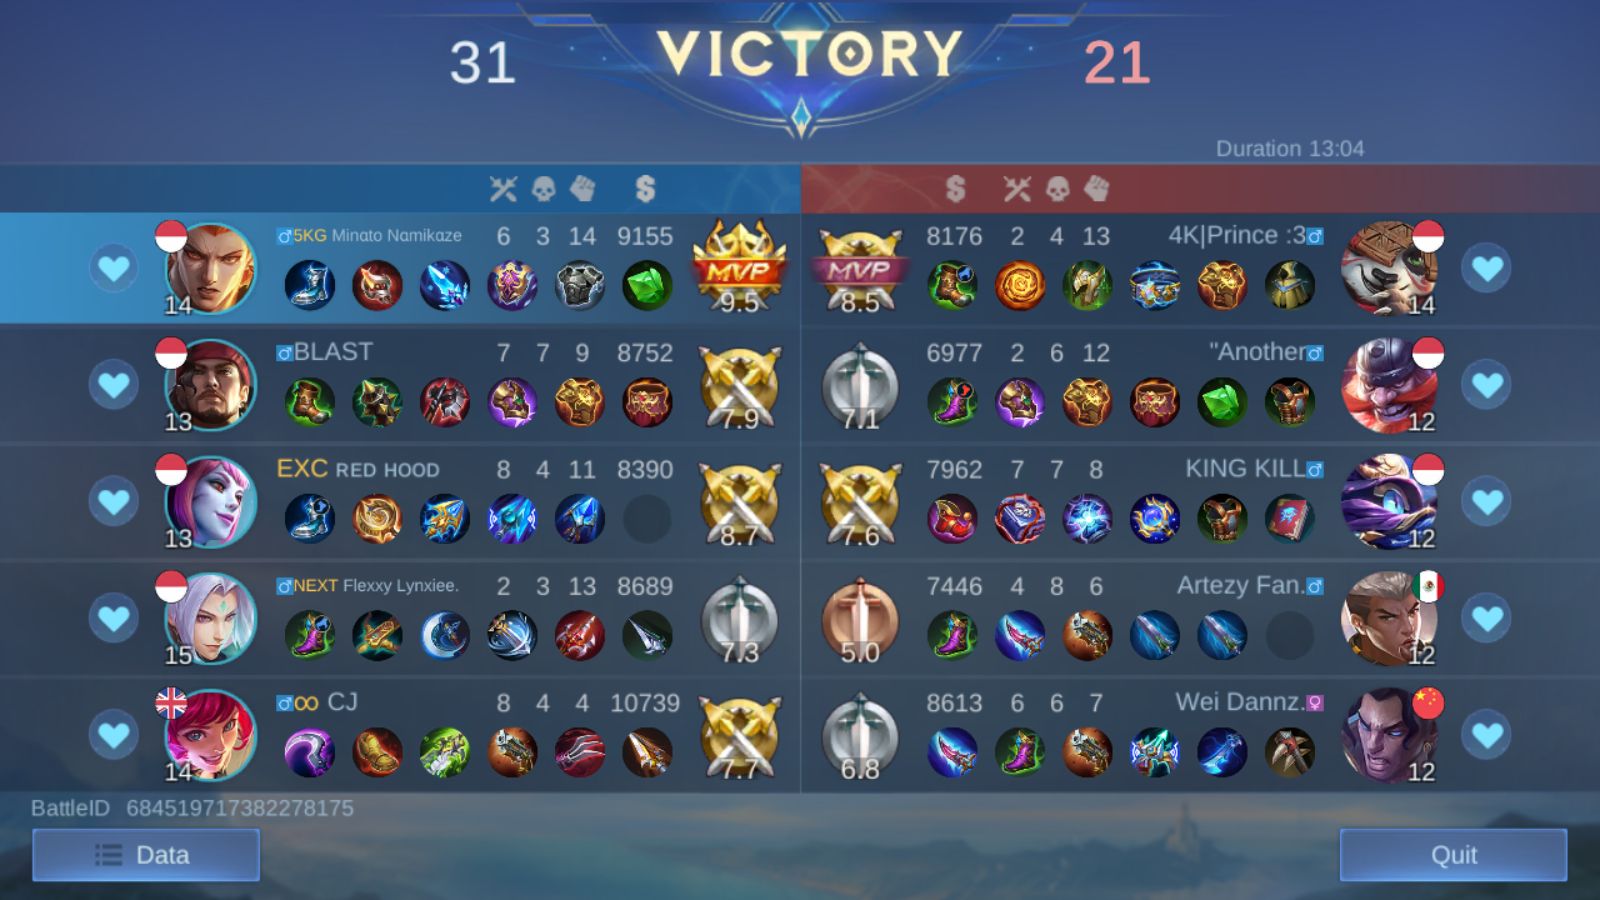 31 VICTORY 21
Duration 13:04
5KG Minato Namikaze 6 3 14 9155 MVP 9.5 14
MVP 8.5 8176 2 4 13 4K|Prince :3 14
BLAST 7 7 9 8752 7.9 13
7.1 6977 2 6 12 "Another 12
EXC RED HOOD 8 4 11 8390 8.7 13
7.6 7962 7 7 8 KING KILL 12
NEXT Flexxy Lynxiee. 2 3 13 8689 7.3 15
5.0 7446 4 8 6 Artezy Fan. 12
∞ CJ 8 4 4 10739 7.7 14
6.8 8613 6 6 7 Wei Dannz. 12
BattleID 684519717382278175
Data
Quit